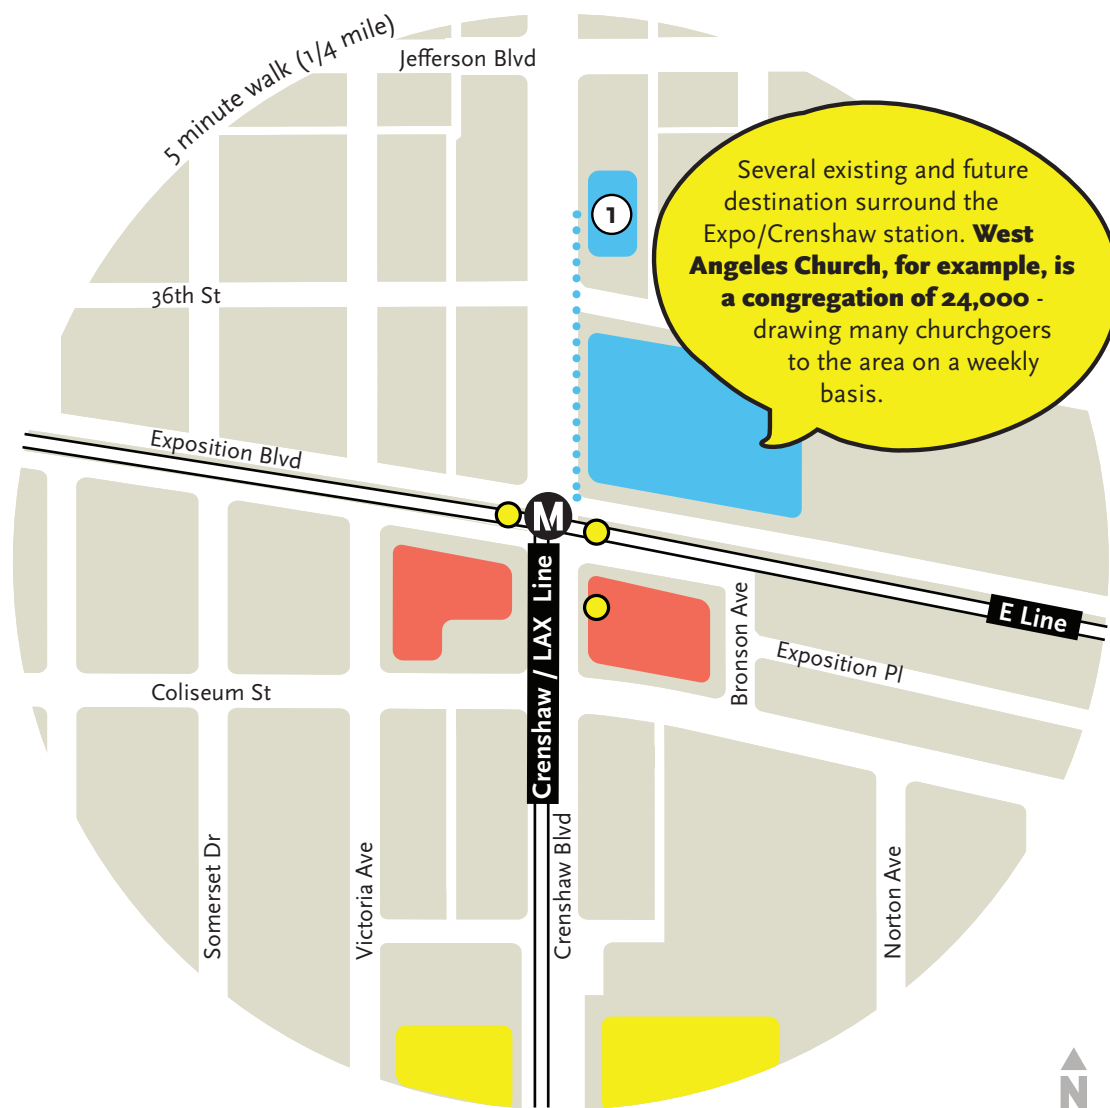 5 minute walk (1/4 mile)
Jefferson Blvd
1
Several existing and future
destination surround the
Expo/Crenshaw station. West
Angeles Church, for example, is
a congregation of 24,000 -
drawing many churchgoers
to the area on a weekly
basis.
36th St
Exposition Blvd
M
Crenshaw / LAX Line
E Line
Bronson Ave
Exposition Pl
Coliseum St
Somerset Dr
Victoria Ave
Crenshaw Blvd
Norton Ave
N